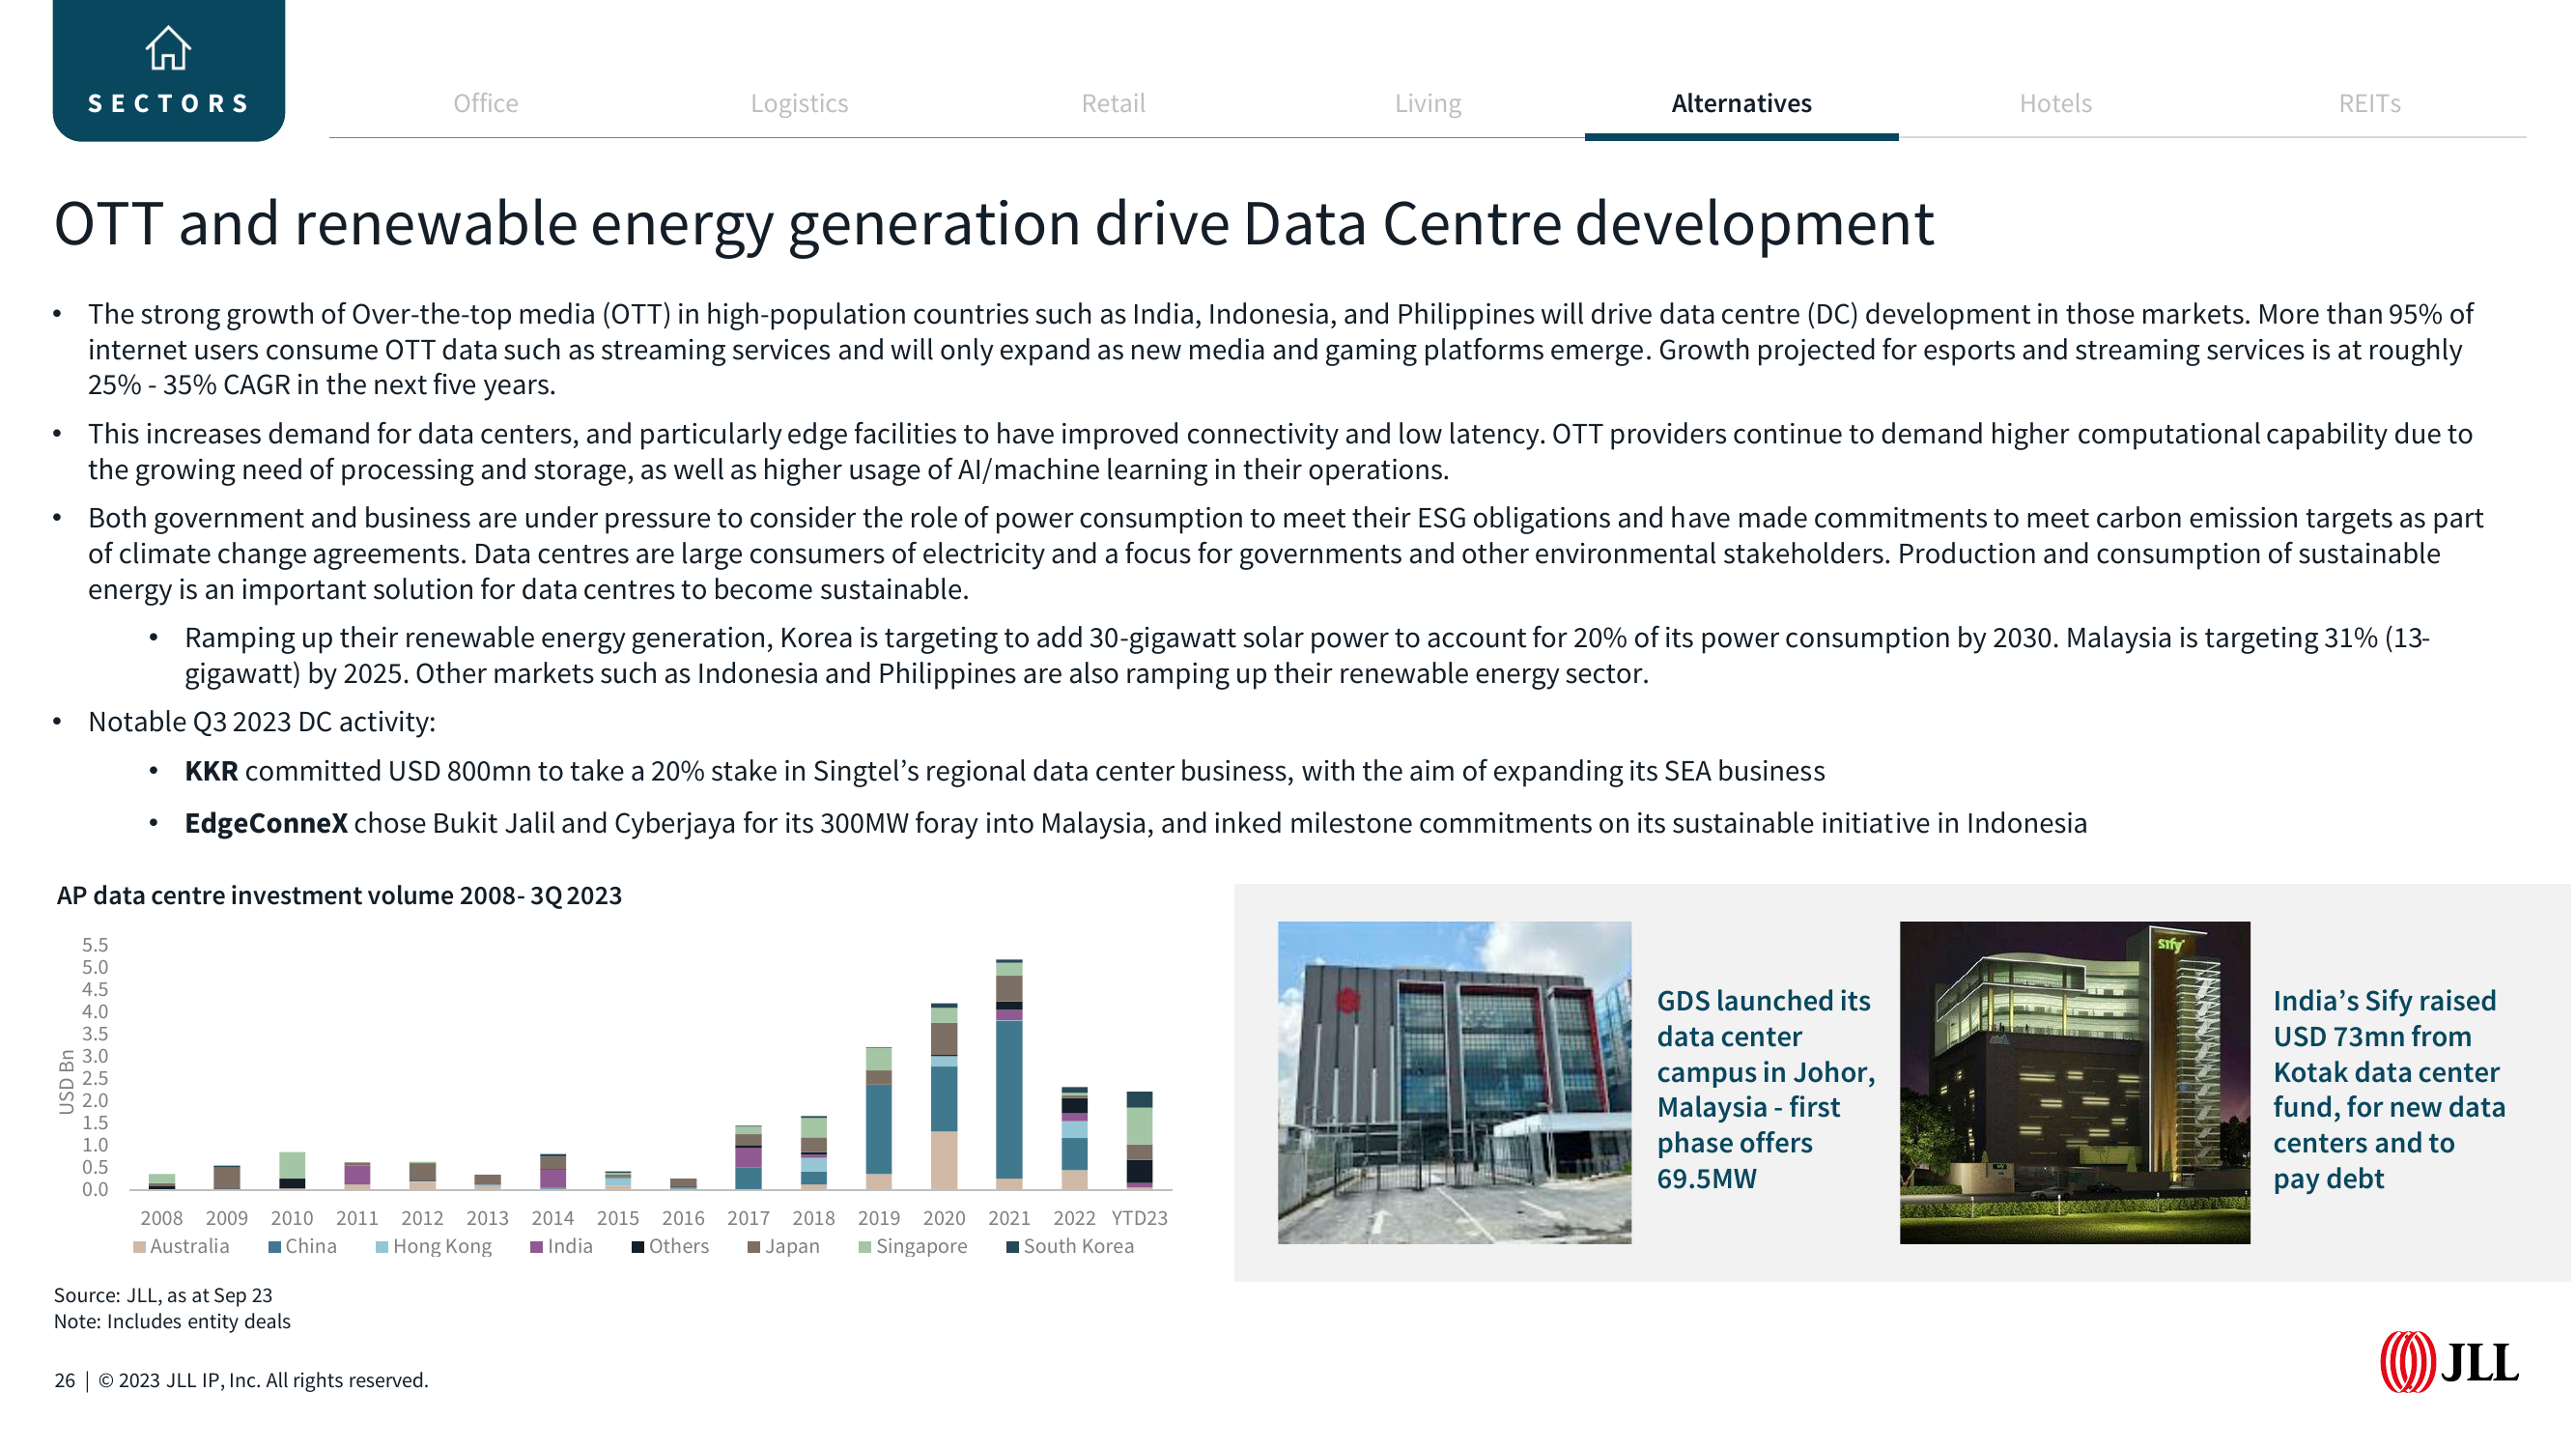 SECTORS
Office
Logistics
Retail
Living
Alternatives
Hotels
REITs
OTT and renewable energy generation drive Data Centre development
• The strong growth of Over-the-top media (OTT) in high-population countries such as India, Indonesia, and Philippines will drive data centre (DC) development in those markets. More than 95% of
internet users consume OTT data such as streaming services and will only expand as new media and gaming platforms emerge. Growth projected for esports and streaming services is at roughly
25% - 35% CAGR in the next five years.
• This increases demand for data centers, and particularly edge facilities to have improved connectivity and low latency. OTT providers continue to demand higher computational capability due to
the growing need of processing and storage, as well as higher usage of AI/machine learning in their operations.
• Both government and business are under pressure to consider the role of power consumption to meet their ESG obligations and have made commitments to meet carbon emission targets as part
of climate change agreements. Data centres are large consumers of electricity and a focus for governments and other environmental stakeholders. Production and consumption of sustainable
energy is an important solution for data centres to become sustainable.
• Ramping up their renewable energy generation, Korea is targeting to add 30-gigawatt solar power to account for 20% of its power consumption by 2030. Malaysia is targeting 31% (13-
gigawatt) by 2025. Other markets such as Indonesia and Philippines are also ramping up their renewable energy sector.
• Notable Q3 2023 DC activity:
• KKR committed USD 800mn to take a 20% stake in Singtel’s regional data center business, with the aim of expanding its SEA business
• EdgeConneX chose Bukit Jalil and Cyberjaya for its 300MW foray into Malaysia, and inked milestone commitments on its sustainable initiative in Indonesia
AP data centre investment volume 2008- 3Q 2023
USD Bn
5.5
5.0
4.5
4.0
3.5
3.0
2.5
2.0
1.5
1.0
0.5
0.0
2008 2009 2010 2011 2012 2013 2014 2015 2016 2017 2018 2019 2020 2021 2022 YTD23
Australia China Hong Kong India Others Japan Singapore South Korea
GDS launched its
data center
campus in Johor,
Malaysia - first
phase offers
69.5MW
sify
India’s Sify raised
USD 73mn from
Kotak data center
fund, for new data
centers and to
pay debt
Source: JLL, as at Sep 23
Note: Includes entity deals
26 | © 2023 JLL IP, Inc. All rights reserved.
JLL